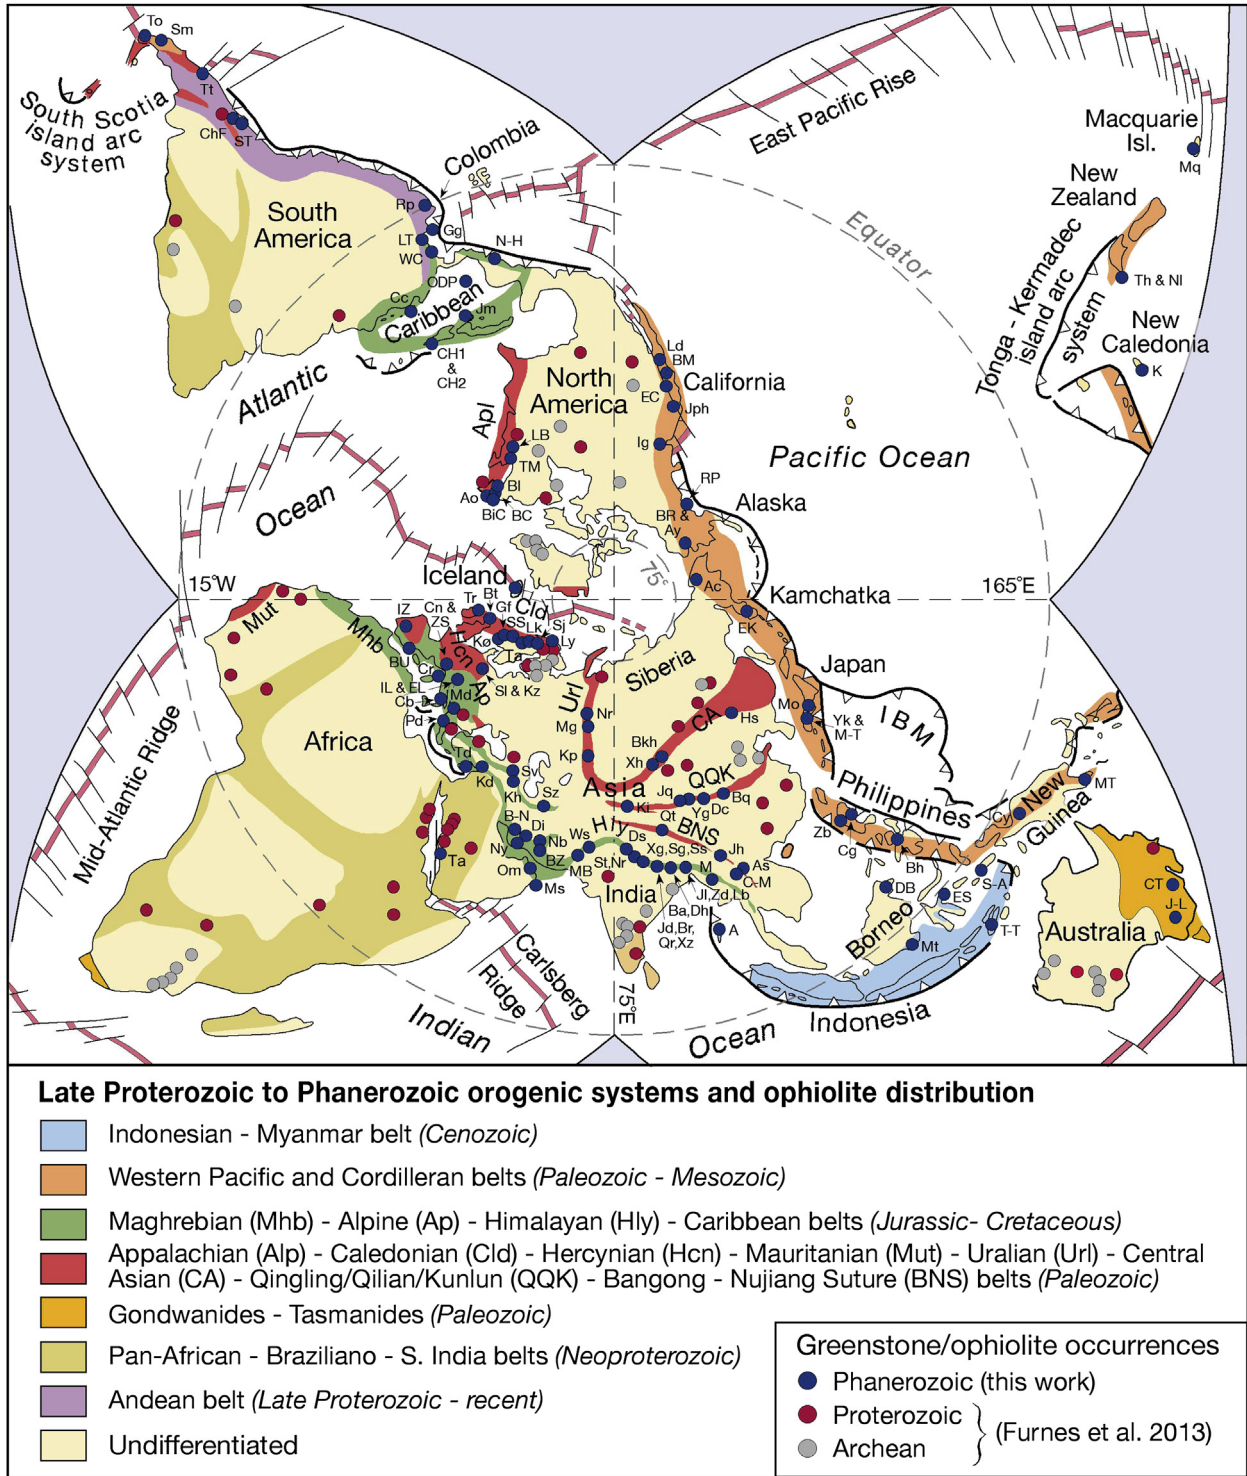 To
Sm
Tt
South Scotia
island arc
system
ChF
ST
South
America
Colombia
Rp
Gg
LT
WC
N-H
ODP
Cc
Caribbean
Jm
CH1
&
CH2
East Pacific Rise
Equator
Macquarie
Isl.
Mq
New
Zealand
Th & NI
Tonga - Kermadec
island arc
system
New
Caledonia
K
Atlantic
Ocean
North
America
Apl
LB
TM
BI
Ao
BiC
BC
Ld
BM
EC
California
Jph
Ig
RP
Alaska
BR &
Ay
Ac
Pacific Ocean
15°W
75°
165°E
Iceland
Kamchatka
EK
Mut
Mhb
IZ
Cn &
ZS
Tr
Bt
Gf
SS
Cld
Lk
Sj
Kø
Ta
Ly
Hcn
BU
Cr
IL & EL
Md
Ap
SI & Kz
Cb
D
Pd
Td
Kd
Url
Siberia
Nr
Mg
Kp
CA
Hs
Bkh
Xh
Japan
Mo
Yk &
M-T
IBM
Africa
Mid-Atlantic Ridge
Sv
Kh
Sz
Asia
Ki
Jq
QQK
Yg
Dc
Bq
Qt
BNS
Philippines
New
Guinea
MT
Cy
Zb
Cg
Bh
B-N
Di
Ny
Nb
BZ
Om
Ms
Hly
Ws
MB
Ds
St,Nr
Xg,Sg,Ss
Jh
M
As
O-M
India
Jl,Zd,Lb
Ba,Dh
Jd,Br,
Qr,Xz
A
Ta
DB
ES
S-A
Borneo
Mt
T-T
CT
J-L
Australia
Carlsberg
Ridge
75°E
Indian
Ocean
Indonesia
Late Proterozoic to Phanerozoic orogenic systems and ophiolite distribution
Indonesian - Myanmar belt (Cenozoic)
Western Pacific and Cordilleran belts (Paleozoic - Mesozoic)
Maghrebian (Mhb) - Alpine (Ap) - Himalayan (Hly) - Caribbean belts (Jurassic- Cretaceous)
Appalachian (Alp) - Caledonian (Cld) - Hercynian (Hcn) - Mauritanian (Mut) - Uralian (Url) - Central
Asian (CA) - Qingling/Qilian/Kunlun (QQK) - Bangong - Nujiang Suture (BNS) belts (Paleozoic)
Gondwanides - Tasmanides (Paleozoic)
Pan-African - Braziliano - S. India belts (Neoproterozoic)
Andean belt (Late Proterozoic - recent)
Undifferentiated
Greenstone/ophiolite occurrences
Phanerozoic (this work)
Proterozoic
Archean
(Furnes et al. 2013)